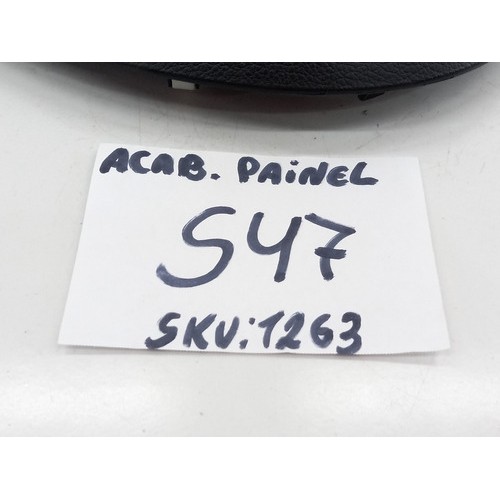 ACAB. PAiNEL
S47
SKU:1263